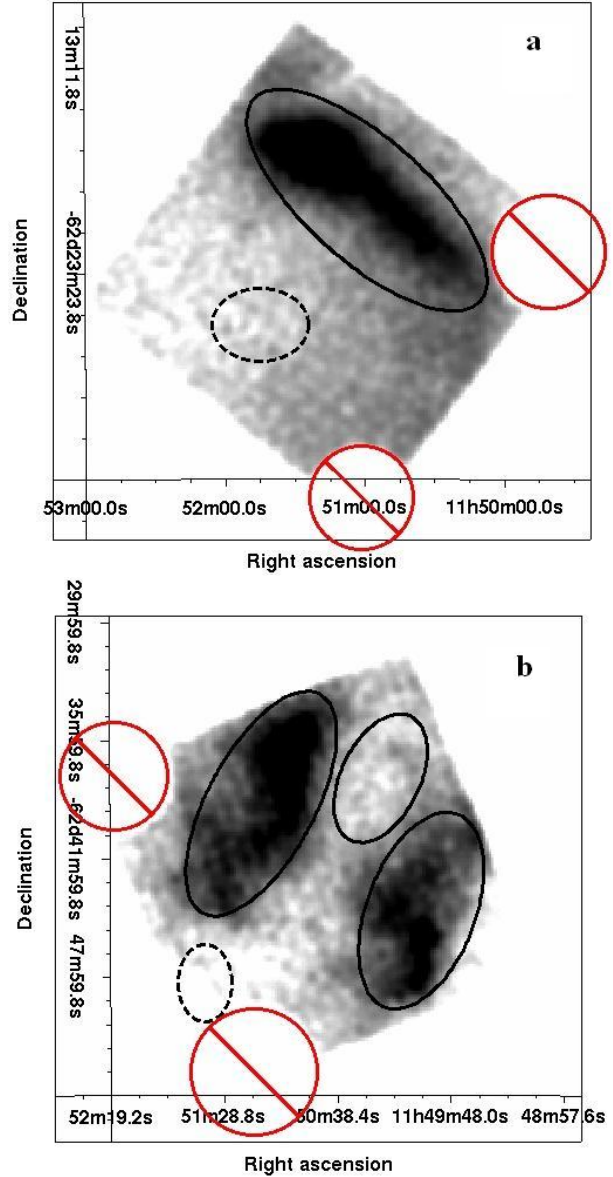 a
13m11.8s
-62d23m23.8s
Declination
53m00.0s 52m00.0s 51m00.0s 11h50m00.0s
Right ascension
b
29m59.8s
35m59.8s
-62d41m59.8s
47m59.8s
Declination
52m19.2s 51m28.8s 50m38.4s 11h49m48.0s 48m57.6s
Right ascension